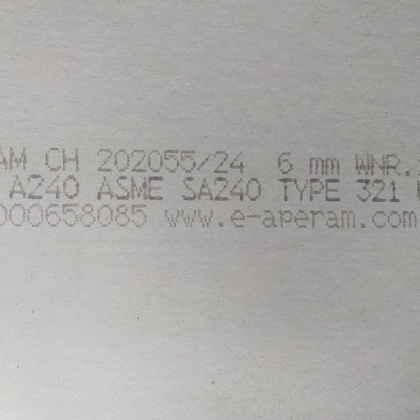 AM CH 202055/24 6 mm WNR.
A240 ASME SA240 TYPE 321
000658085 www.e-aperam.com